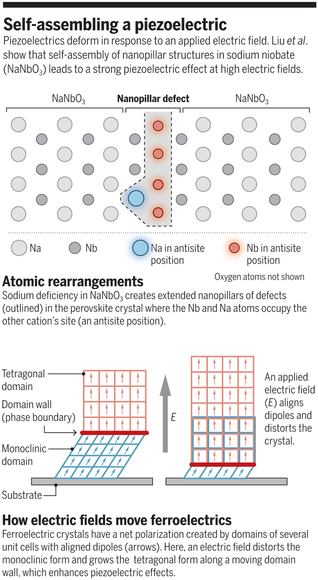 Self-assembling a piezoelectric
Piezoelectrics deform in response to an applied electric field. Liu et al.
show that self-assembly of nanopillar structures in sodium niobate
(NaNbO₃) leads to a strong piezoelectric effect at high electric fields.
NaNbO₃ Nanopillar defect NaNbO₃
Na Nb Na in antisite position Nb in antisite position
Oxygen atoms not shown
Atomic rearrangements
Sodium deficiency in NaNbO₃ creates extended nanopillars of defects
(outlined) in the perovskite crystal where the Nb and Na atoms occupy the
other cation's site (an antisite position).
Tetragonal
domain
Domain wall
(phase boundary)
Monoclinic
domain
Substrate
E
An applied
electric field
(E) aligns
dipoles and
distorts the
crystal.
How electric fields move ferroelectrics
Ferroelectric crystals have a net polarization created by domains of several
unit cells with aligned dipoles (arrows). Here, an electric field distorts the
monoclinic form and grows the tetragonal form along a moving domain
wall, which enhances piezoelectric effects.